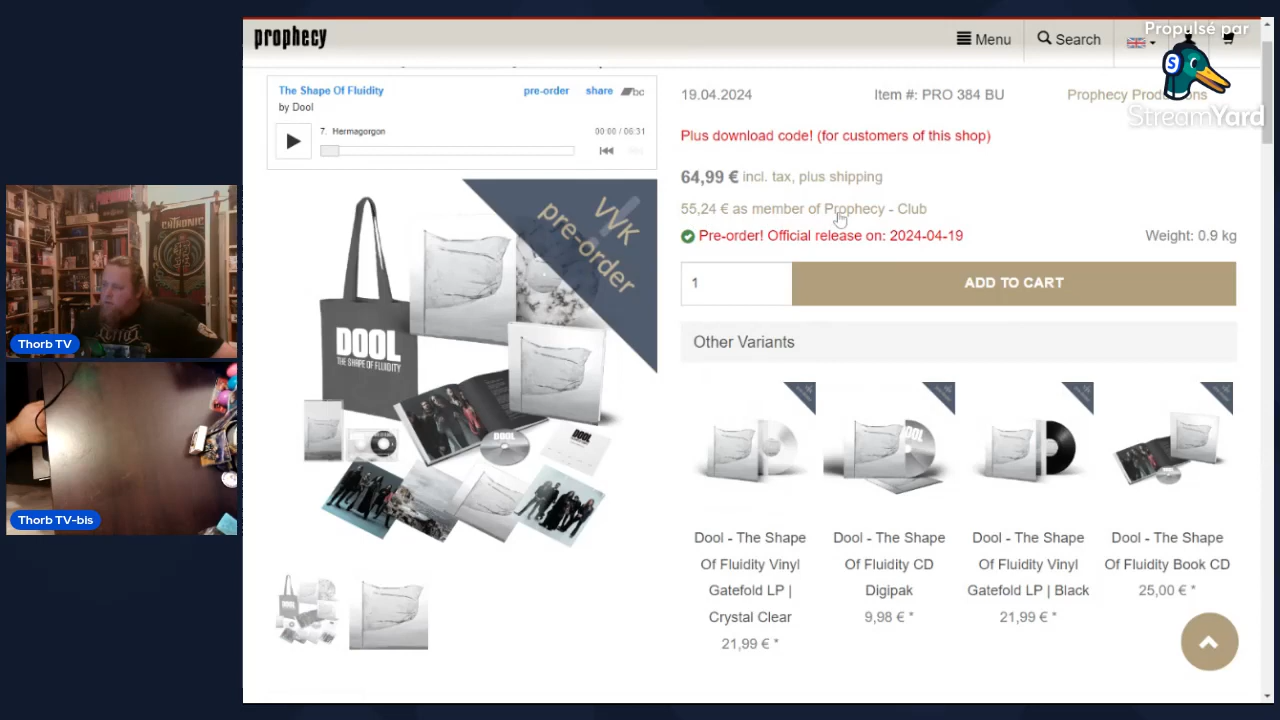 prophecy
Menu
Search
Propulsé par
StreamYard
The Shape Of Fluidity
pre-order
share
bc
by Dool
7. Hermagorgon
00:00 / 06:31
19.04.2024
Item #: PRO 384 BU
Prophecy Productions
Plus download code! (for customers of this shop)
64,99 € incl. tax, plus shipping
55,24 € as member of Prophecy - Club
Pre-order! Official release on: 2024-04-19
Weight: 0.9 kg
1
ADD TO CART
VVK
pre-order
DOOL
THE SHAPE OF FLUIDITY
DOOL
Other Variants
Dool - The Shape
Of Fluidity Vinyl
Gatefold LP |
Crystal Clear
21,99 € *
Dool - The Shape
Of Fluidity CD
Digipak
9,98 € *
Dool - The Shape
Of Fluidity Vinyl
Gatefold LP | Black
21,99 € *
Dool - The Shape
Of Fluidity Book CD
25,00 € *
Thorb TV
Thorb TV-bis